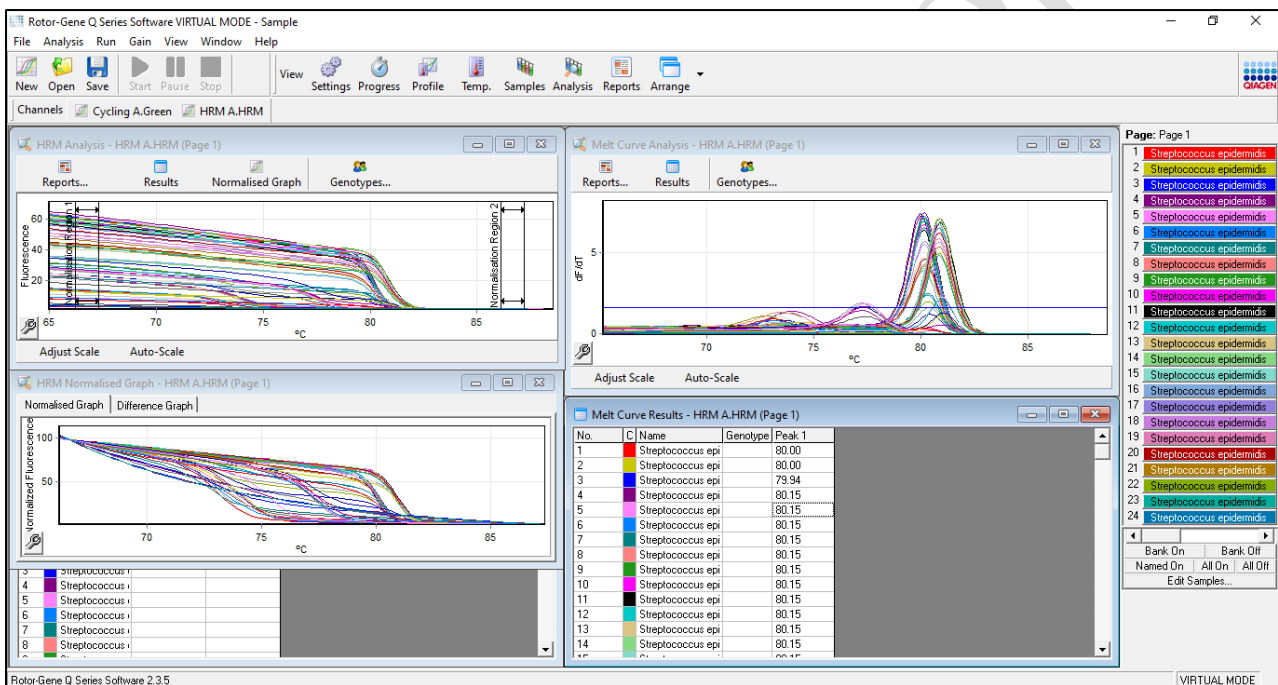 Rotor-Gene Q Series Software VIRTUAL MODE - Sample
File Analysis Run Gain View Window Help
New Open Save Start Pause Stop View Settings Progress Profile Temp. Samples Analysis Reports Arrange
QIAGEN
Channels Cycling A.Green HRM A.HRM
HRM Analysis - HRM A.HRM (Page 1)
Reports... Results Normalised Graph Genotypes...
Fluorescence
60
40
20
Normalisation Region 1
Normalisation Region 2
65 70 75 80 85
ºC
Adjust Scale Auto-Scale
Melt Curve Analysis - HRM A.HRM (Page 1)
Reports... Results Genotypes...
dF/dT
5
0
70 75 80 85
ºC
Adjust Scale Auto-Scale
HRM Normalised Graph - HRM A.HRM (Page 1)
Normalised Graph Difference Graph
Normalized Fluorescence
100
50
70 75 80 85
ºC
3 Streptococcus
4 Streptococcus
5 Streptococcus
6 Streptococcus
7 Streptococcus
8 Streptococcus
Melt Curve Results - HRM A.HRM (Page 1)
No. C Name Genotype Peak 1
1 Streptococcus epi 80.00
2 Streptococcus epi 80.00
3 Streptococcus epi 79.94
4 Streptococcus epi 80.15
5 Streptococcus epi 80.15
6 Streptococcus epi 80.15
7 Streptococcus epi 80.15
8 Streptococcus epi 80.15
9 Streptococcus epi 80.15
10 Streptococcus epi 80.15
11 Streptococcus epi 80.15
12 Streptococcus epi 80.15
13 Streptococcus epi 80.15
14 Streptococcus epi 80.15
Page: Page 1
1 Streptococcus epidermidis
2 Streptococcus epidermidis
3 Streptococcus epidermidis
4 Streptococcus epidermidis
5 Streptococcus epidermidis
6 Streptococcus epidermidis
7 Streptococcus epidermidis
8 Streptococcus epidermidis
9 Streptococcus epidermidis
10 Streptococcus epidermidis
11 Streptococcus epidermidis
12 Streptococcus epidermidis
13 Streptococcus epidermidis
14 Streptococcus epidermidis
15 Streptococcus epidermidis
16 Streptococcus epidermidis
17 Streptococcus epidermidis
18 Streptococcus epidermidis
19 Streptococcus epidermidis
20 Streptococcus epidermidis
21 Streptococcus epidermidis
22 Streptococcus epidermidis
23 Streptococcus epidermidis
24 Streptococcus epidermidis
Bank On Bank Off
Named On All On All Off
Edit Samples...
Rotor-Gene Q Series Software 2.3.5
VIRTUAL MODE